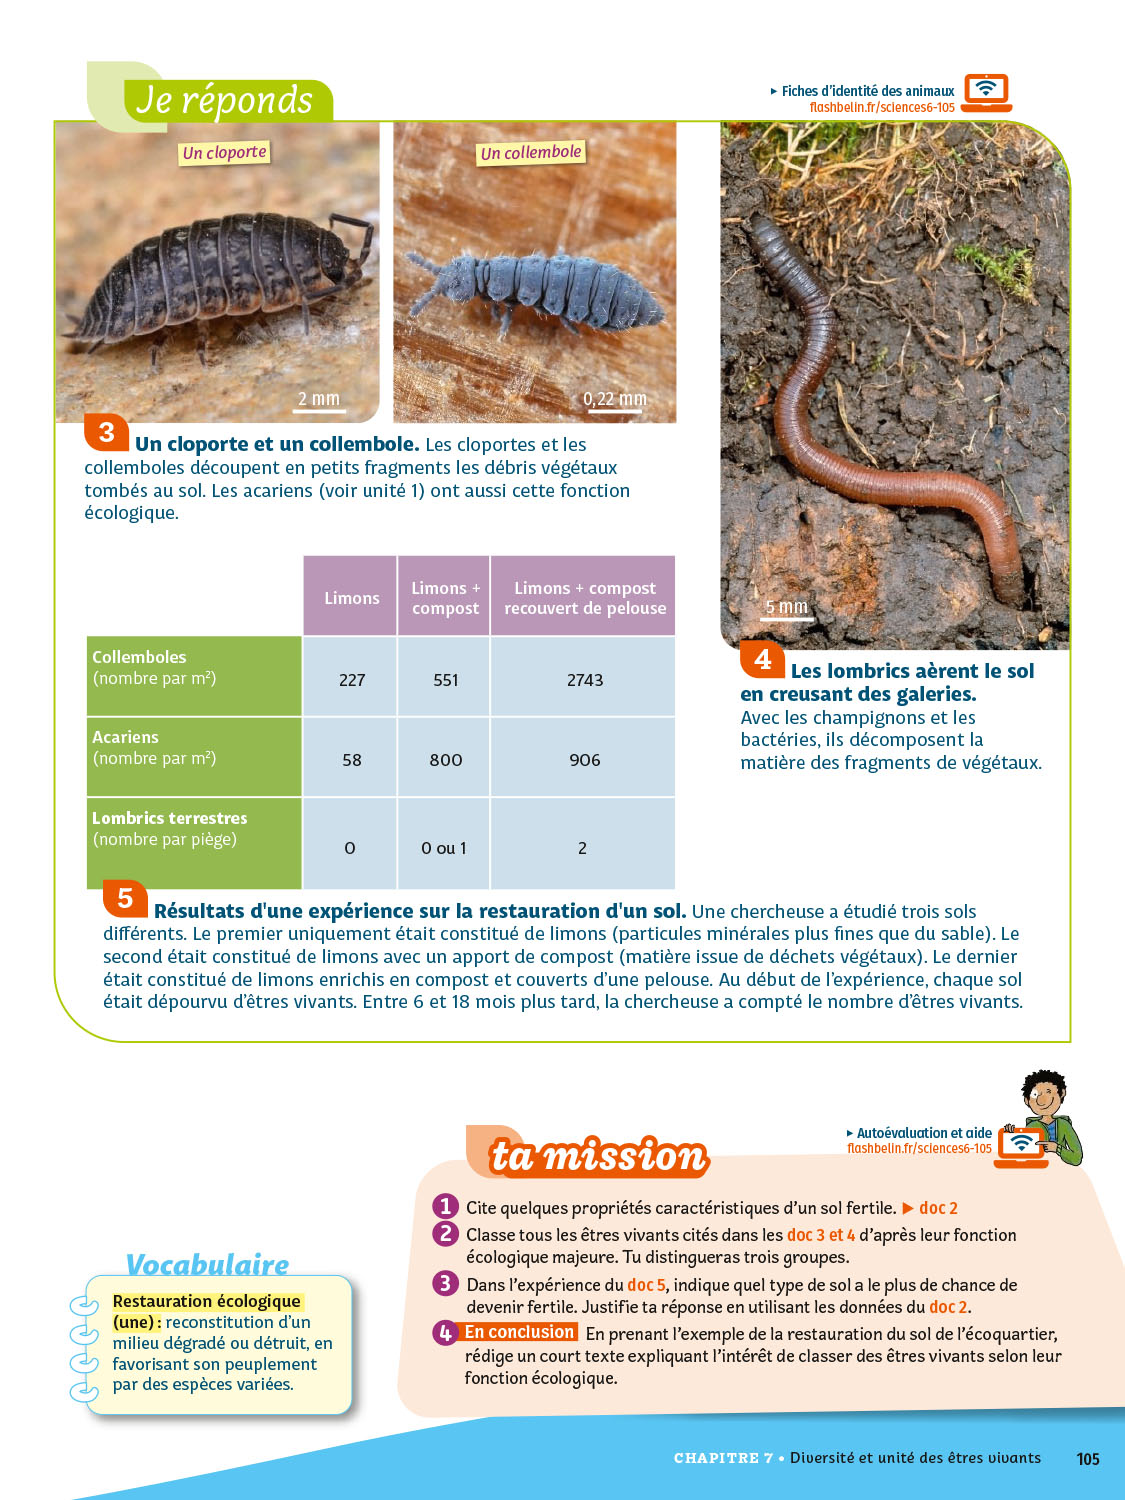 Je réponds
▸ Fiches d'identité des animaux
flashbelin.fr/sciences6-105
Un cloporte
Un collembole
2 mm
0,22 mm
5 mm
3 Un cloporte et un collembole. Les cloportes et les
collemboles découpent en petits fragments les débris végétaux
tombés au sol. Les acariens (voir unité 1) ont aussi cette fonction
écologique.
4 Les lombrics aèrent le sol
en creusant des galeries.
Avec les champignons et les
bactéries, ils décomposent la
matière des fragments de végétaux.
Limons
Limons +
compost
Limons + compost
recouvert de pelouse
Collemboles
(nombre par m²)
227
551
2743
Acariens
(nombre par m²)
58
800
906
Lombrics terrestres
(nombre par piège)
0
0 ou 1
2
5 Résultats d'une expérience sur la restauration d'un sol. Une chercheuse a étudié trois sols
différents. Le premier uniquement était constitué de limons (particules minérales plus fines que du sable). Le
second était constitué de limons avec un apport de compost (matière issue de déchets végétaux). Le dernier
était constitué de limons enrichis en compost et couverts d'une pelouse. Au début de l'expérience, chaque sol
était dépourvu d'êtres vivants. Entre 6 et 18 mois plus tard, la chercheuse a compté le nombre d'êtres vivants.
ta mission
▸ Autoévaluation et aide
flashbelin.fr/sciences6-105
1 Cite quelques propriétés caractéristiques d'un sol fertile. ▶ doc 2
2 Classe tous les êtres vivants cités dans les doc 3 et 4 d'après leur fonction
écologique majeure. Tu distingueras trois groupes.
3 Dans l'expérience du doc 5, indique quel type de sol a le plus de chance de
devenir fertile. Justifie ta réponse en utilisant les données du doc 2.
4 En conclusion En prenant l'exemple de la restauration du sol de l'écoquartier,
rédige un court texte expliquant l'intérêt de classer des êtres vivants selon leur
fonction écologique.
Vocabulaire
Restauration écologique
(une) : reconstitution d'un
milieu dégradé ou détruit, en
favorisant son peuplement
par des espèces variées.
CHAPITRE 7 • Diversité et unité des êtres vivants 105